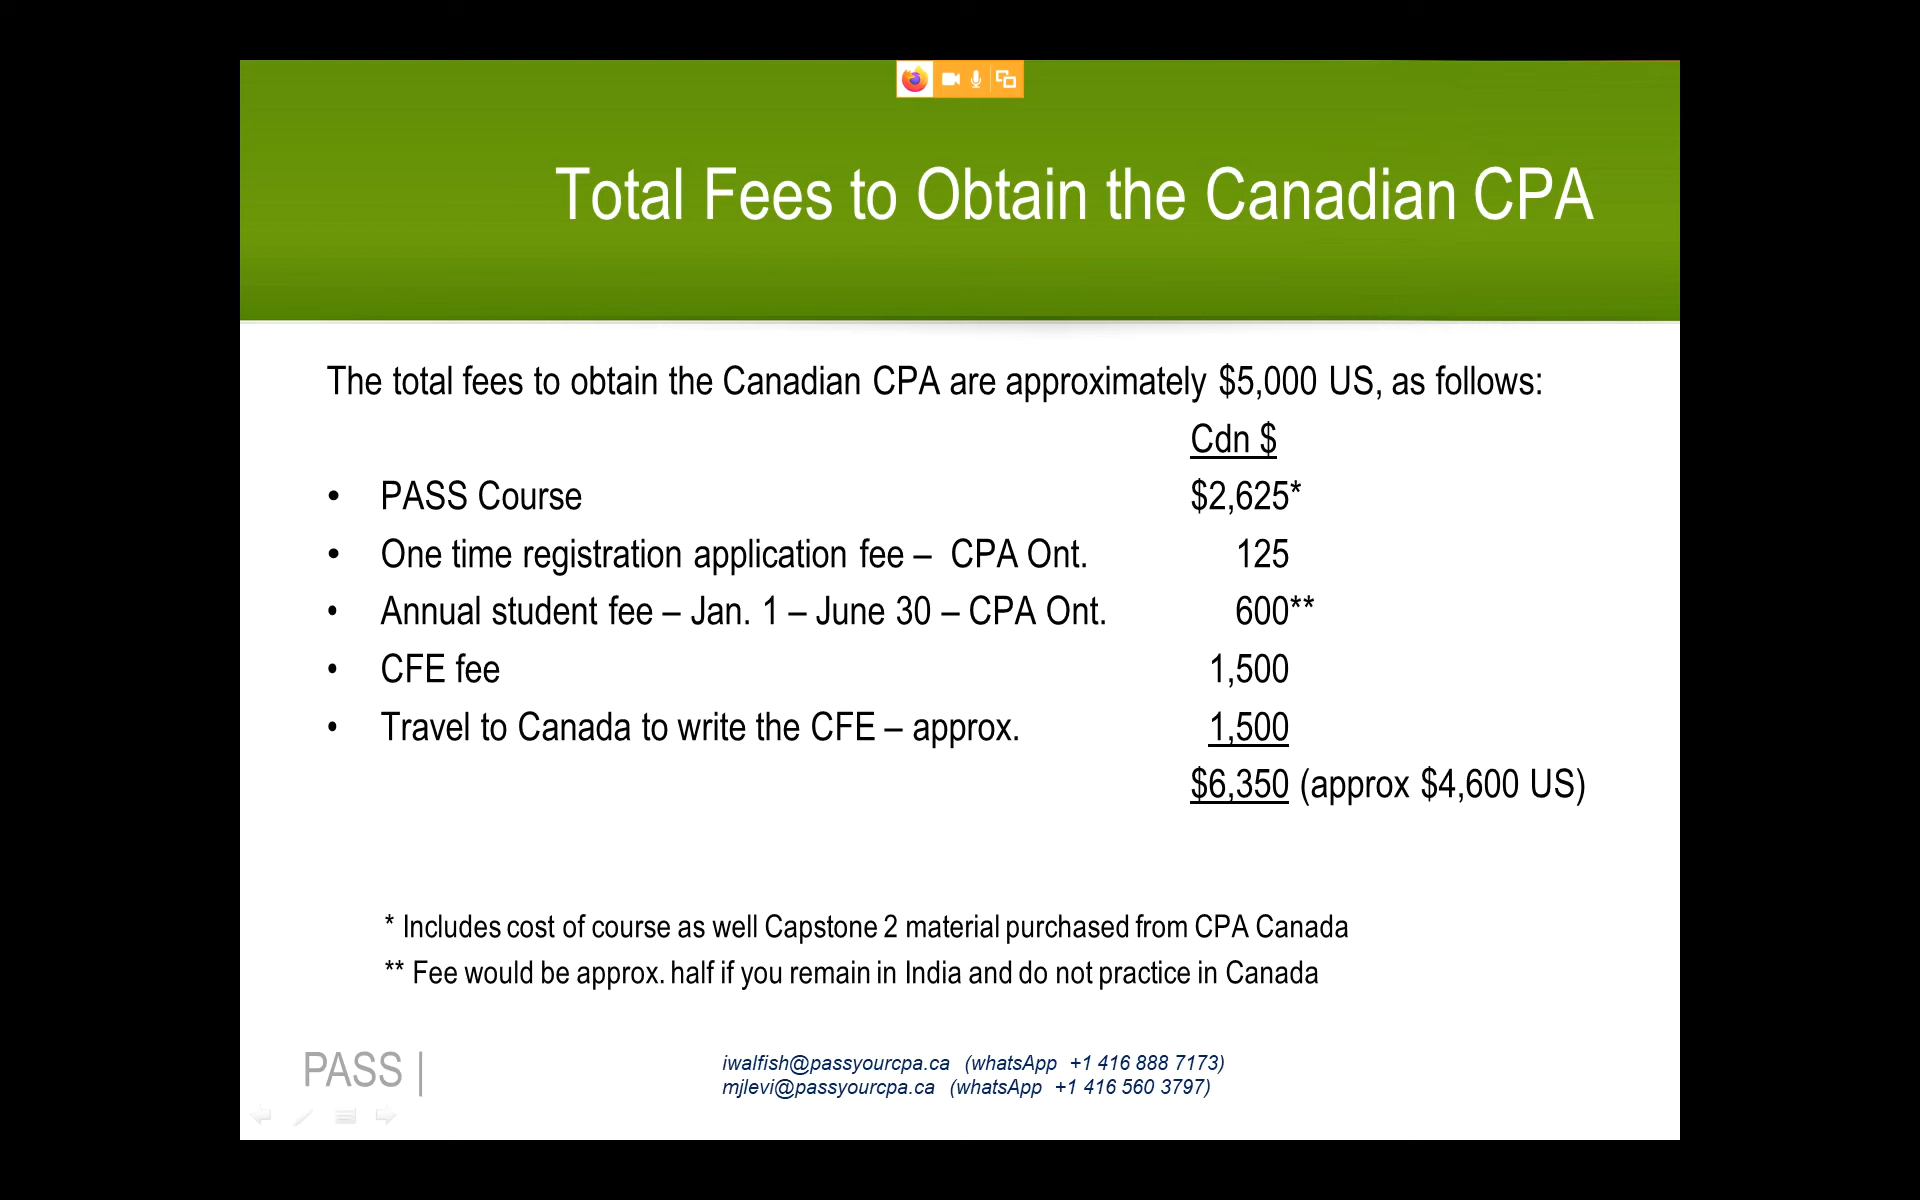 Total Fees to Obtain the Canadian CPA
The total fees to obtain the Canadian CPA are approximately $5,000 US, as follows:
Cdn $
• PASS Course $2,625*
• One time registration application fee – CPA Ont. 125
• Annual student fee – Jan. 1 – June 30 – CPA Ont. 600**
• CFE fee 1,500
• Travel to Canada to write the CFE – approx. 1,500
$6,350 (approx $4,600 US)
* Includes cost of course as well Capstone 2 material purchased from CPA Canada
** Fee would be approx. half if you remain in India and do not practice in Canada
PASS |
iwalfish@passyourcpa.ca (whatsApp +1 416 888 7173)
mjlevi@passyourcpa.ca (whatsApp +1 416 560 3797)